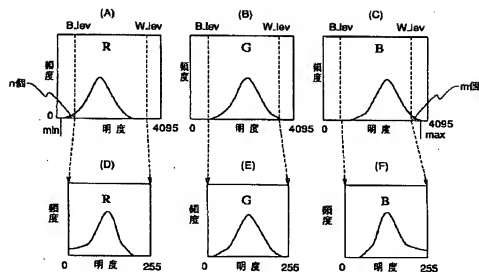 (A) (B) (C)
B.lev W.lev B.lev W.lev B.lev W.lev
R G B
頻度 頻度 頻度
n個 m個
0
min 明度 4095 0 明度 4095 0 明度 4095
max
(D) (E) (F)
R G B
頻度 頻度 頻度
0 明度 255 0 明度 255 0 明度 255